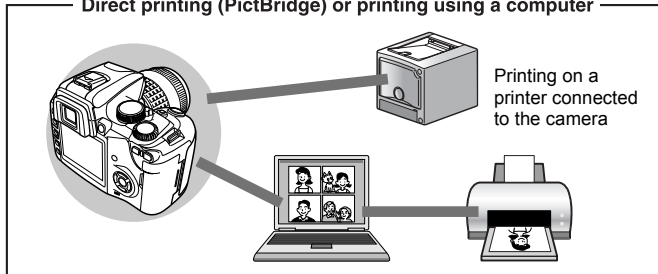 Direct printing (PictBridge) or printing using a computer
Printing on a
printer connected
to the camera